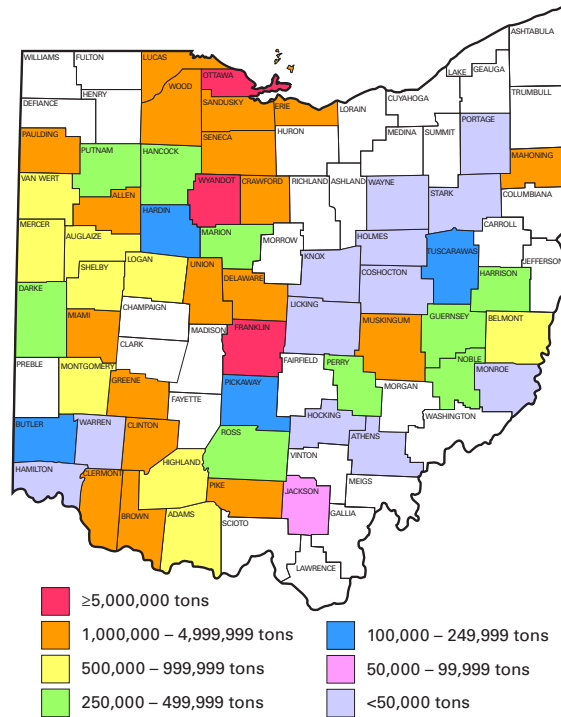 ASHTABULA
WILLIAMS
FULTON
LUCAS
LAKE
GEAUGA
OTTAWA
WOOD
CUYAHOGA
TRUMBULL
HENRY
DEFIANCE
SANDUSKY
ERIE
LORAIN
PORTAGE
HURON
MEDINA
SUMMIT
PAULDING
SENECA
PUTNAM
HANCOCK
MAHONING
VAN WERT
WYANDOT
CRAWFORD
RICHLAND
ASHLAND
WAYNE
STARK
COLUMBIANA
ALLEN
HARDIN
MERCER
MARION
CARROLL
AUGLAIZE
MORROW
HOLMES
TUSCARAWAS
KNOX
JEFFERSON
LOGAN
UNION
SHELBY
COSHOCTON
HARRISON
DELAWARE
DARKE
LICKING
CHAMPAIGN
MIAMI
MUSKINGUM
GUERNSEY
BELMONT
MADISON
FRANKLIN
CLARK
FAIRFIELD
PERRY
NOBLE
PREBLE
MONTGOMERY
MONROE
GREENE
PICKAWAY
MORGAN
FAYETTE
HOCKING
WASHINGTON
BUTLER
WARREN
CLINTON
ROSS
ATHENS
VINTON
HIGHLAND
HAMILTON
CLERMONT
MEIGS
PIKE
JACKSON
BROWN
ADAMS
SCIOTO
GALLIA
LAWRENCE
≥5,000,000 tons
1,000,000 – 4,999,999 tons
500,000 – 999,999 tons
250,000 – 499,999 tons
100,000 – 249,999 tons
50,000 – 99,999 tons
<50,000 tons